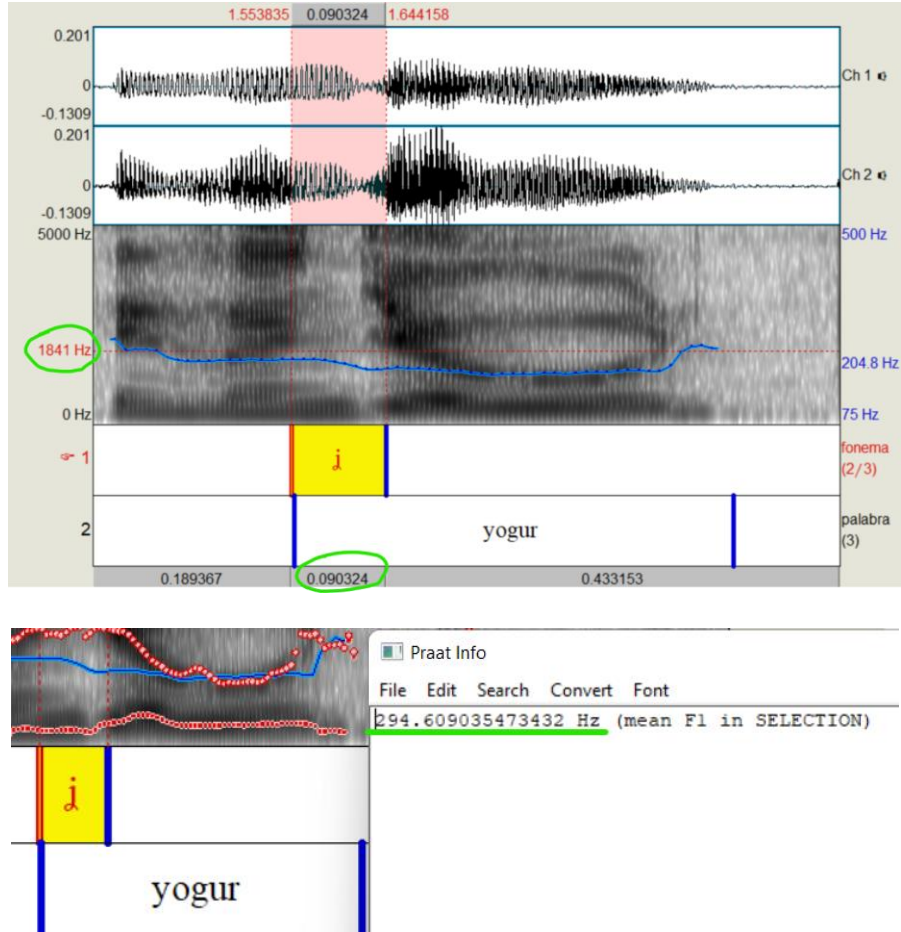 1.553835 0.090324 1.644158
0.201
0
-0.1309
Ch 1
0.201
0
-0.1309
Ch 2
5000 Hz 500 Hz
1841 Hz
204.8 Hz
0 Hz 75 Hz
1 ʝ fonema
(2/3)
2 yogur palabra
(3)
0.189367 0.090324 0.433153
Praat Info
File Edit Search Convert Font
294.609035473432 Hz (mean F1 in SELECTION)
ʝ
yogur